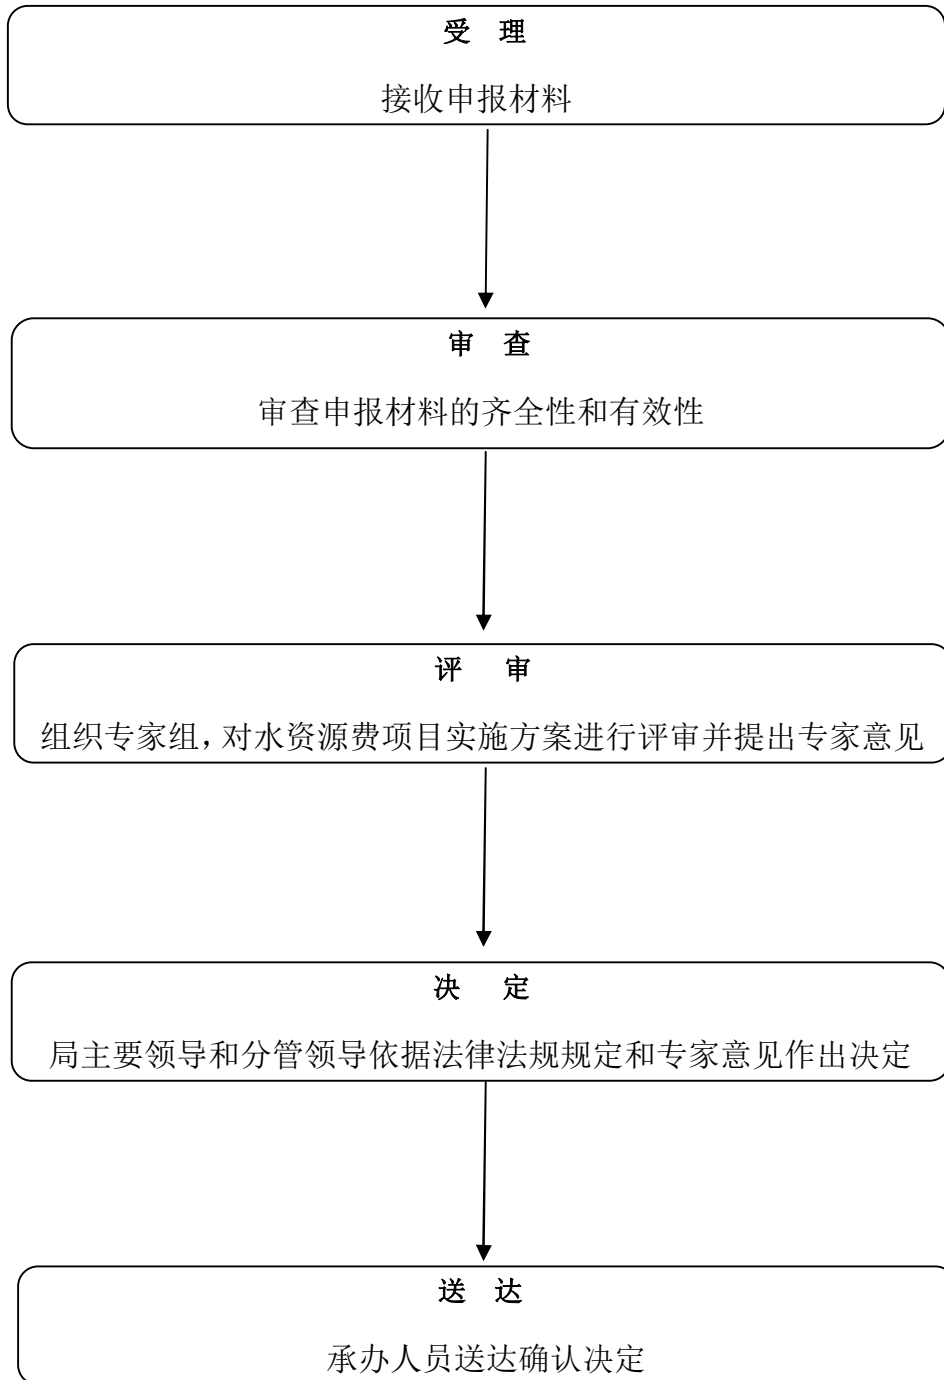 受 理
接收申报材料
审 查
审查申报材料的齐全性和有效性
评 审
组织专家组,对水资源费项目实施方案进行评审并提出专家意见
决 定
局主要领导和分管领导依据法律法规规定和专家意见作出决定
送 达
承办人员送达确认决定